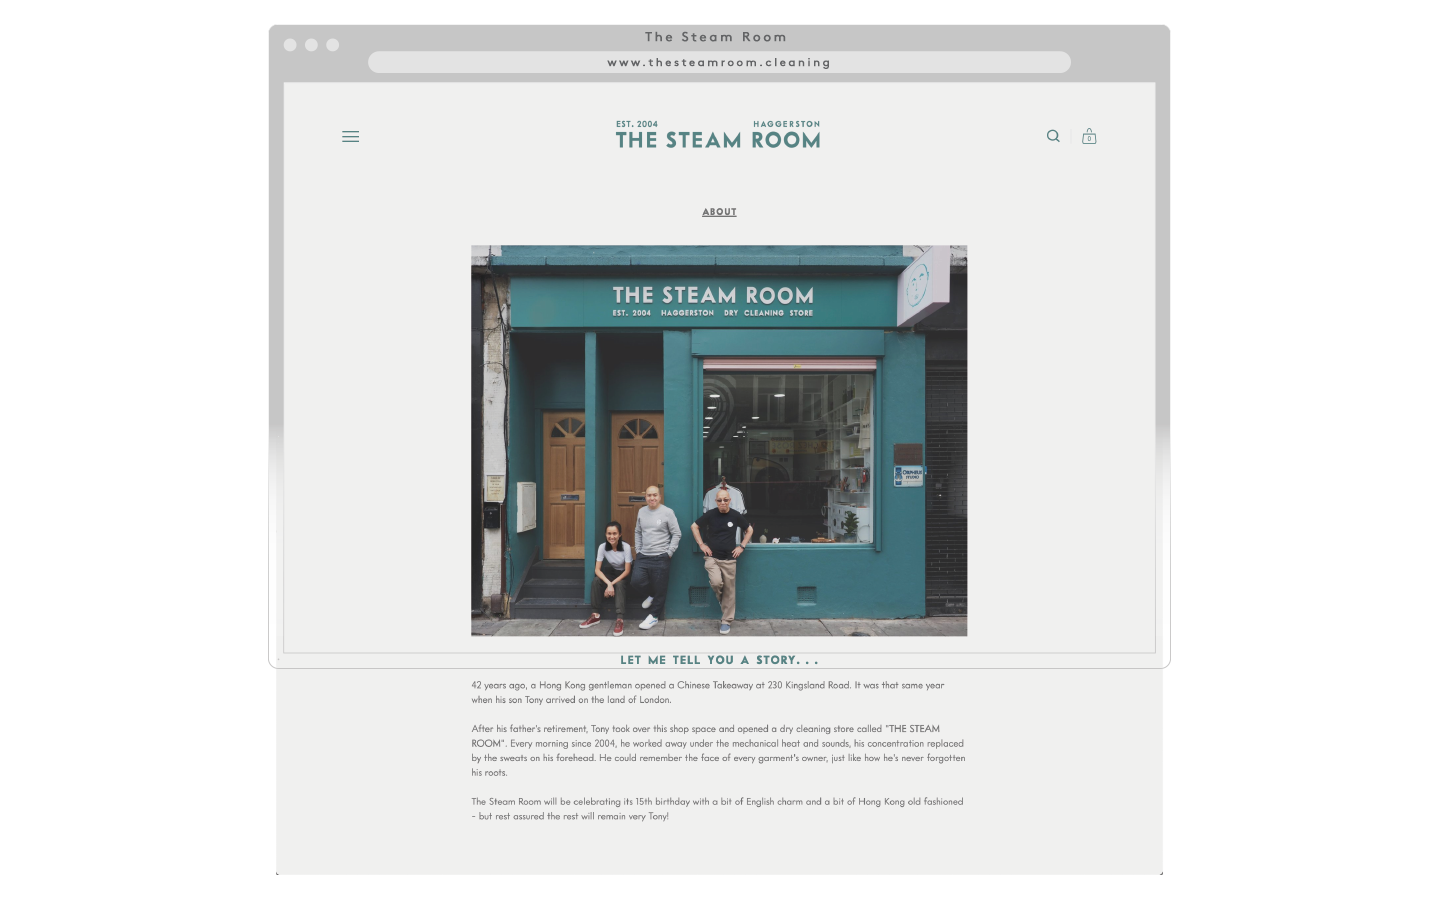 The Steam Room
www.thesteamroom.cleaning
EST. 2004 HAGGERSTON
THE STEAM ROOM
0
ABOUT
THE STEAM ROOM
EST. 2004 HAGGERSTON DRY CLEANING STORE
LET ME TELL YOU A STORY. . .
42 years ago, a Hong Kong gentleman opened a Chinese Takeaway at 230 Kingsland Road. It was that same year
when his son Tony arrived on the land of London.
After his father's retirement, Tony took over this shop space and opened a dry cleaning store called "THE STEAM
ROOM". Every morning since 2004, he worked away under the mechanical heat and sounds, his concentration replaced
by the sweats on his forehead. He could remember the face of every garment's owner, just like how he's never forgotten
his roots.
The Steam Room will be celebrating its 15th birthday with a bit of English charm and a bit of Hong Kong old fashioned
- but rest assured the rest will remain very Tony!